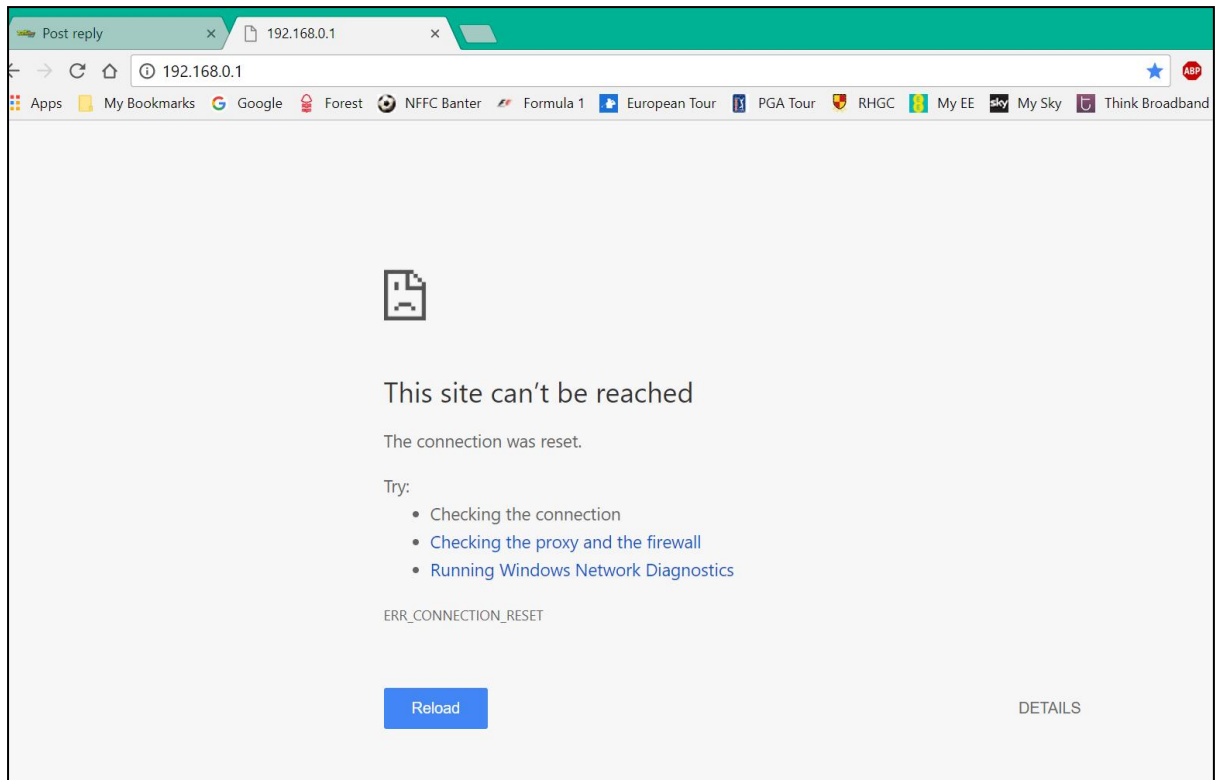 Post reply 192.168.0.1
192.168.0.1 ABP
Apps My Bookmarks Google Forest NFFC Banter Formula 1 European Tour PGA Tour RHGC My EE sky My Sky Think Broadband
This site can't be reached
The connection was reset.
Try:
Checking the connection
Checking the proxy and the firewall
Running Windows Network Diagnostics
ERR_CONNECTION_RESET
Reload DETAILS